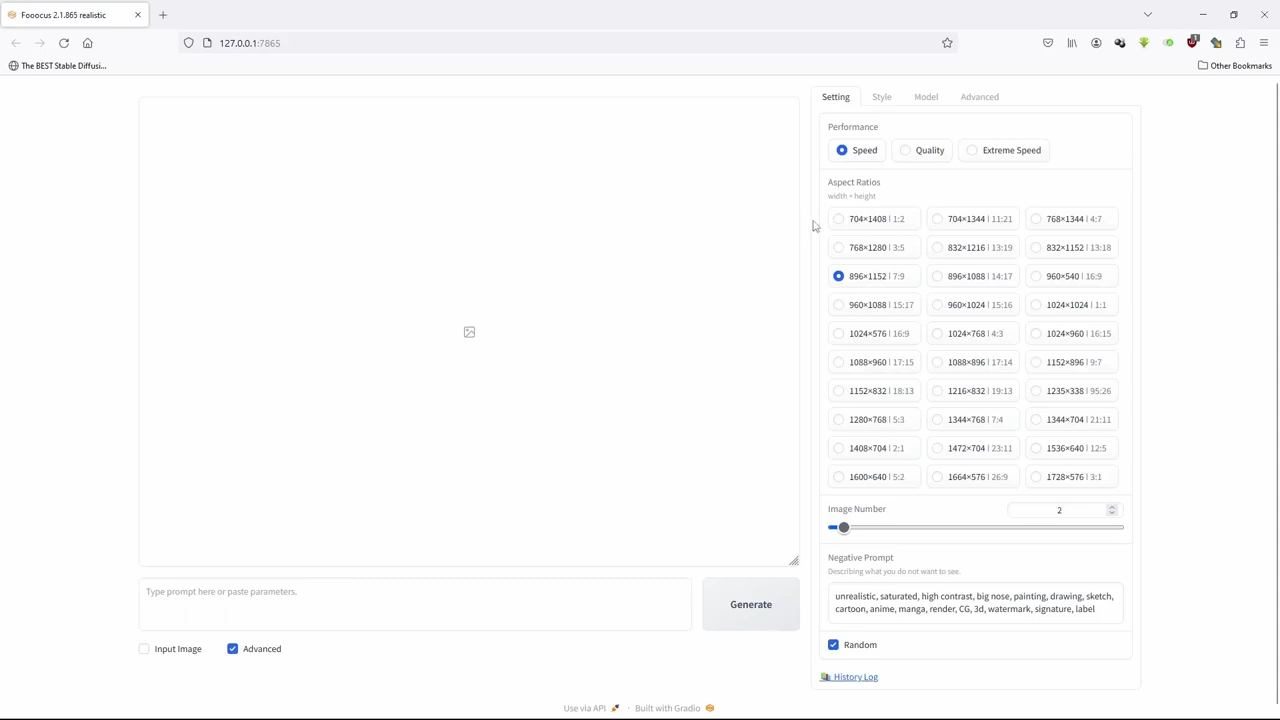 Fooocus 2.1.865 realistic
127.0.0.1:7865
1
The BEST Stable Diffusi...
Other Bookmarks
Setting
Style
Model
Advanced
Performance
Speed
Quality
Extreme Speed
Aspect Ratios
width × height
704×1408 | 1:2
704×1344 | 11:21
768×1344 | 4:7
768×1280 | 3:5
832×1216 | 13:19
832×1152 | 13:18
896×1152 | 7:9
896×1088 | 14:17
960×540 | 16:9
960×1088 | 15:17
960×1024 | 15:16
1024×1024 | 1:1
1024×576 | 16:9
1024×768 | 4:3
1024×960 | 16:15
1088×960 | 17:15
1088×896 | 17:14
1152×896 | 9:7
1152×832 | 18:13
1216×832 | 19:13
1235×338 | 95:26
1280×768 | 5:3
1344×768 | 7:4
1344×704 | 21:11
1408×704 | 2:1
1472×704 | 23:11
1536×640 | 12:5
1600×640 | 5:2
1664×576 | 26:9
1728×576 | 3:1
Image Number
2
Negative Prompt
Describing what you do not want to see.
unrealistic, saturated, high contrast, big nose, painting, drawing, sketch,
cartoon, anime, manga, render, CG, 3d, watermark, signature, label
Random
History Log
Type prompt here or paste parameters.
Generate
Input Image
Advanced
Use via API
·
Built with Gradio